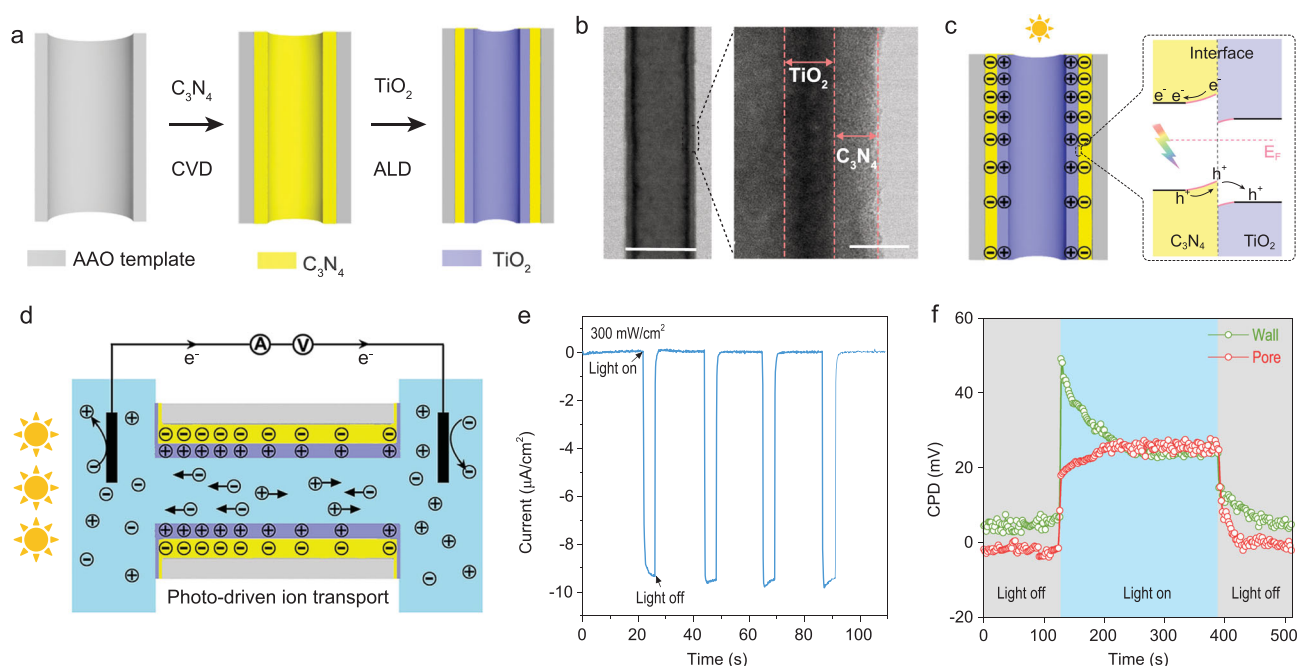 a
C₃N₄
CVD
TiO₂
ALD
AAO template
C₃N₄
TiO₂
b
TiO₂
C₃N₄
c
Interface
e⁻ e⁻ e⁻
E_F
h⁺
h⁺ h⁺
C₃N₄ TiO₂
d
A V
e⁻ e⁻
Photo-driven ion transport
e
300 mW/cm²
Light on
Light off
Current (µA/cm²)
0
-2
-4
-6
-8
-10
0 20 40 60 80 100
Time (s)
f
Wall
Pore
CPD (mV)
60
40
20
0
-20
Light off Light on Light off
0 100 200 300 400 500
Time (s)